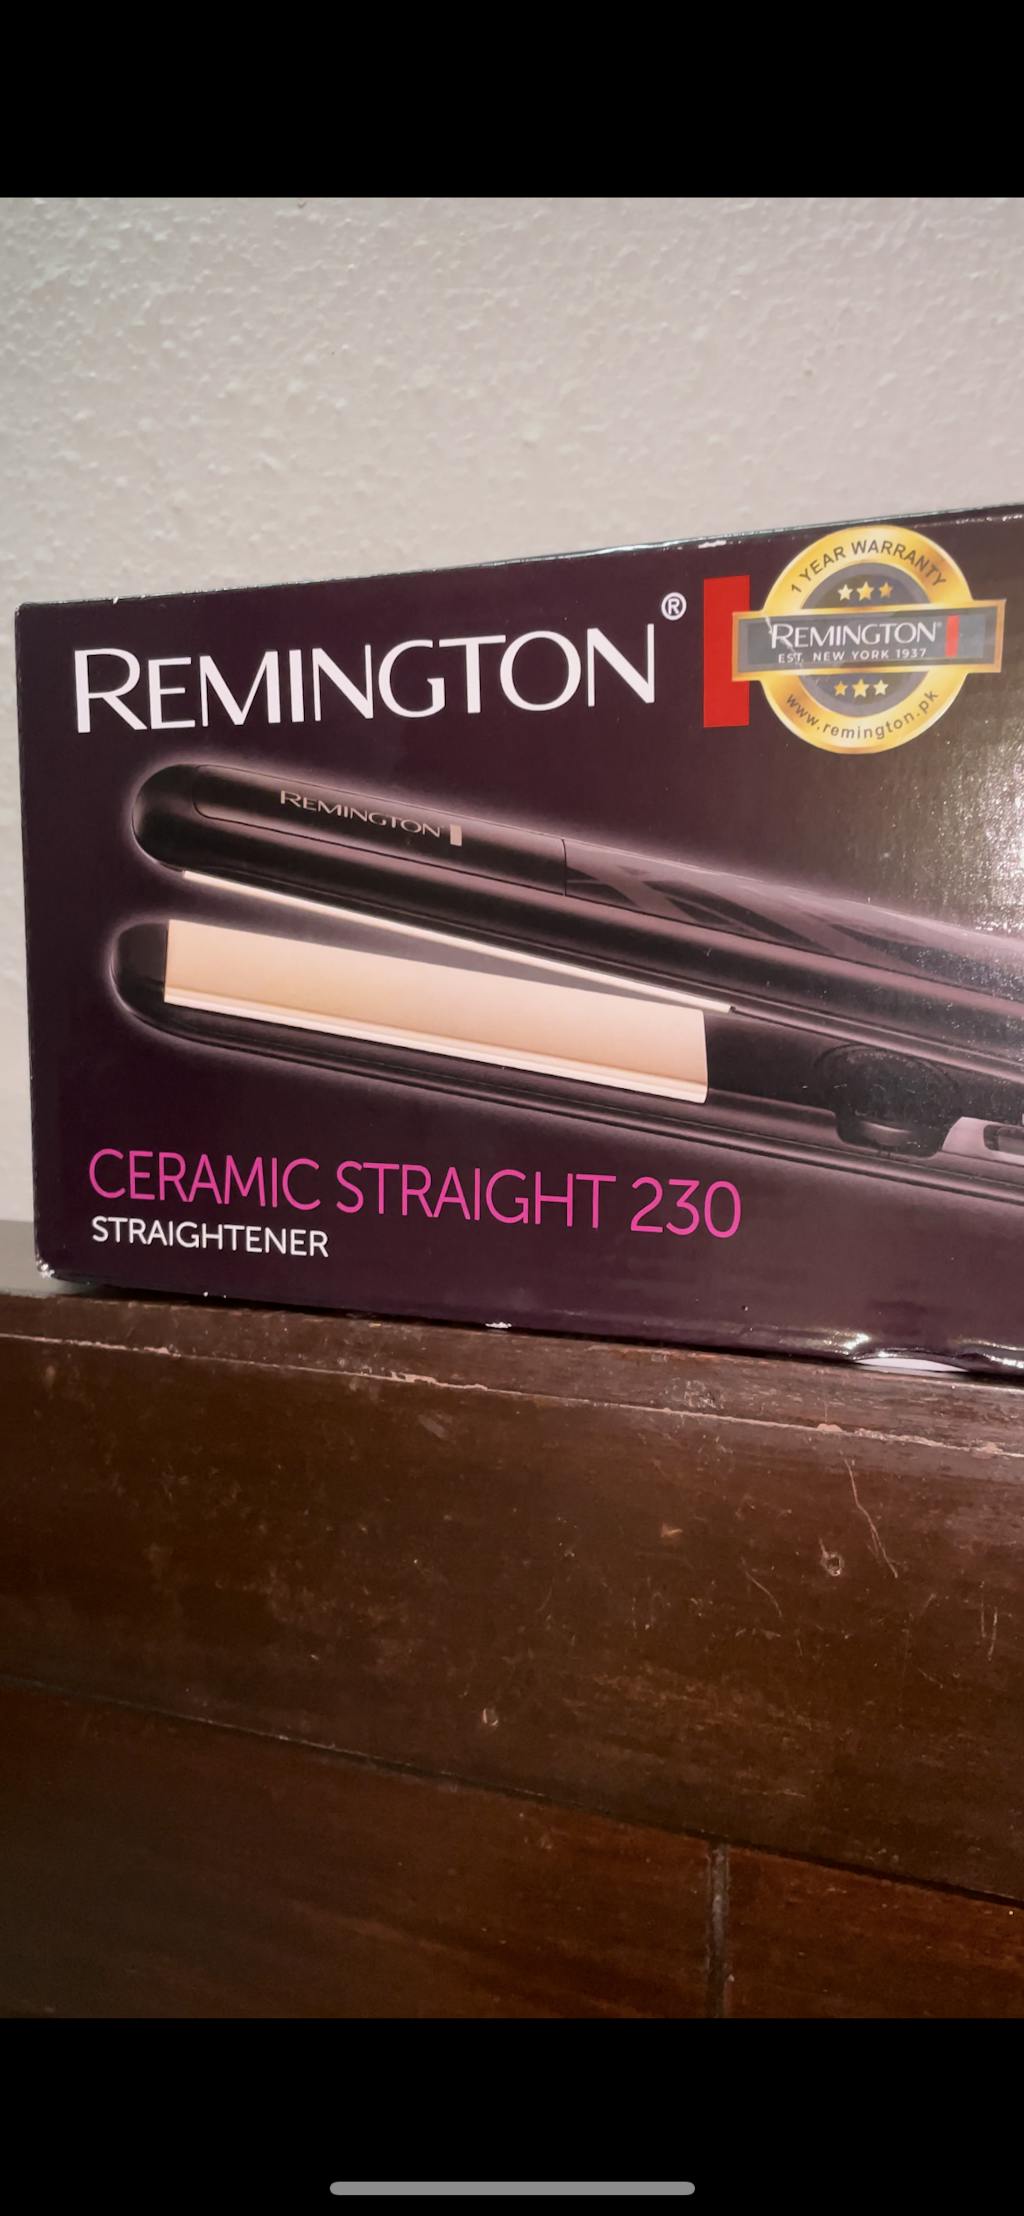 REMINGTON®
1 YEAR WARRANTY
REMINGTON
EST. NEW YORK 1937
www.remington.pk
REMINGTON
CERAMIC STRAIGHT 230
STRAIGHTENER